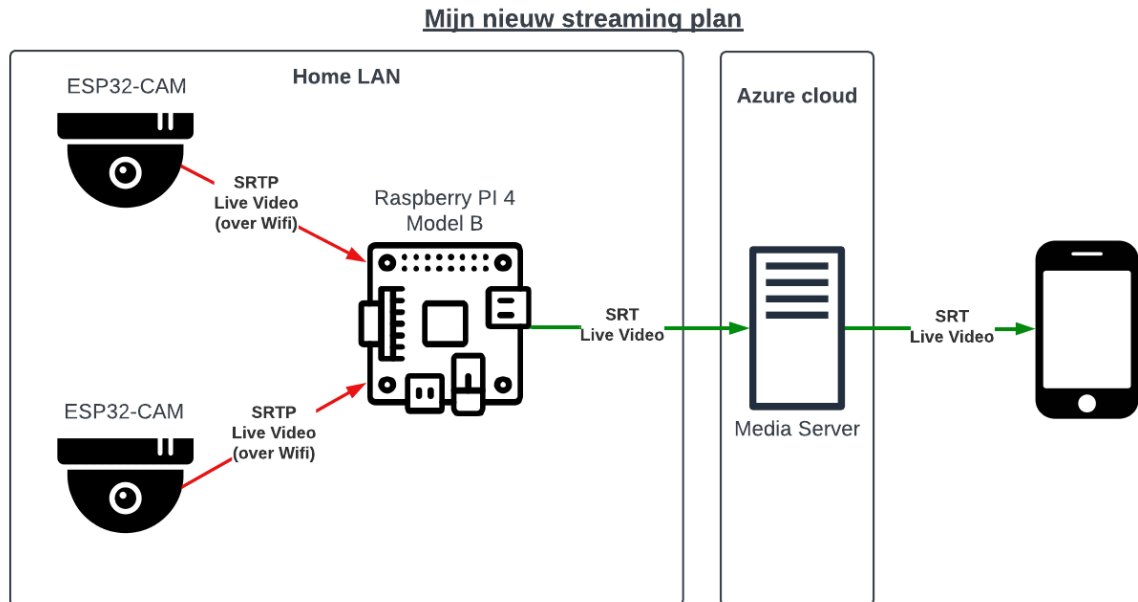 Mijn nieuw streaming plan
Home LAN
Azure cloud
ESP32-CAM
SRTP
Live Video
(over Wifi)
Raspberry PI 4
Model B
SRT
Live Video
SRT
Live Video
ESP32-CAM
SRTP
Live Video
(over Wifi)
Media Server